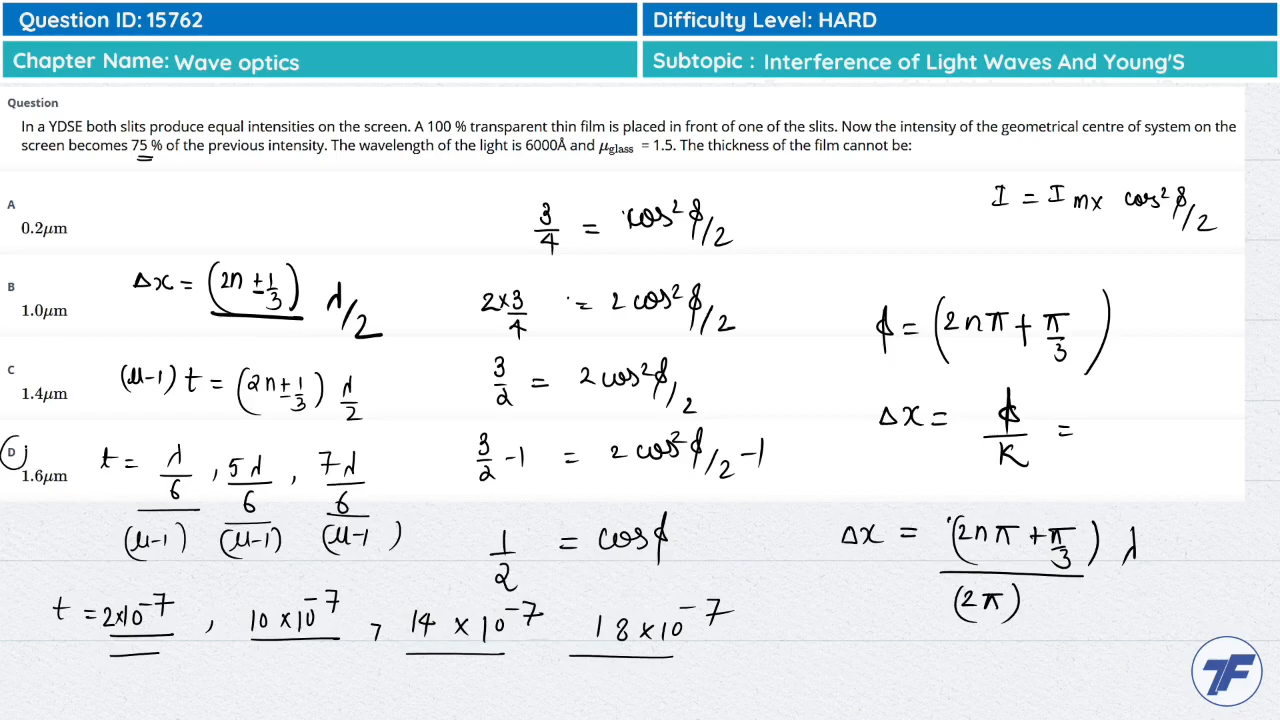 Question ID: 15762
Difficulty Level: HARD
Chapter Name: Wave optics
Subtopic : Interference of Light Waves And Young'S
Question
In a YDSE both slits produce equal intensities on the screen. A 100 % transparent thin film is placed in front of one of the slits. Now the intensity of the geometrical centre of system on the
screen becomes 75 % of the previous intensity. The wavelength of the light is 6000Å and μglass = 1.5. The thickness of the film cannot be:
A
0.2μm
B
1.0μm
C
1.4μm
D
1.6μm
Δx = (2n ± 1/3) λ/2
(μ-1) t = (2n ± 1/3) λ/2
t = λ/6/(μ-1) , 5λ/6/(μ-1) , 7λ/6/(μ-1) )
t = 2×10^-7 , 10×10^-7 , 14 × 10^-7 18×10^-7
3/4 = cos² ϕ/2
2×3/4 = 2 cos² ϕ/2
3/2 = 2 cos² ϕ/2
3/2 -1 = 2 cos² ϕ/2 -1
1/2 = cos ϕ
I = I mx cos² ϕ/2
ϕ = (2nπ + π/3)
Δx = ϕ/K =
Δx = (2nπ + π/3) λ/(2π)
7F